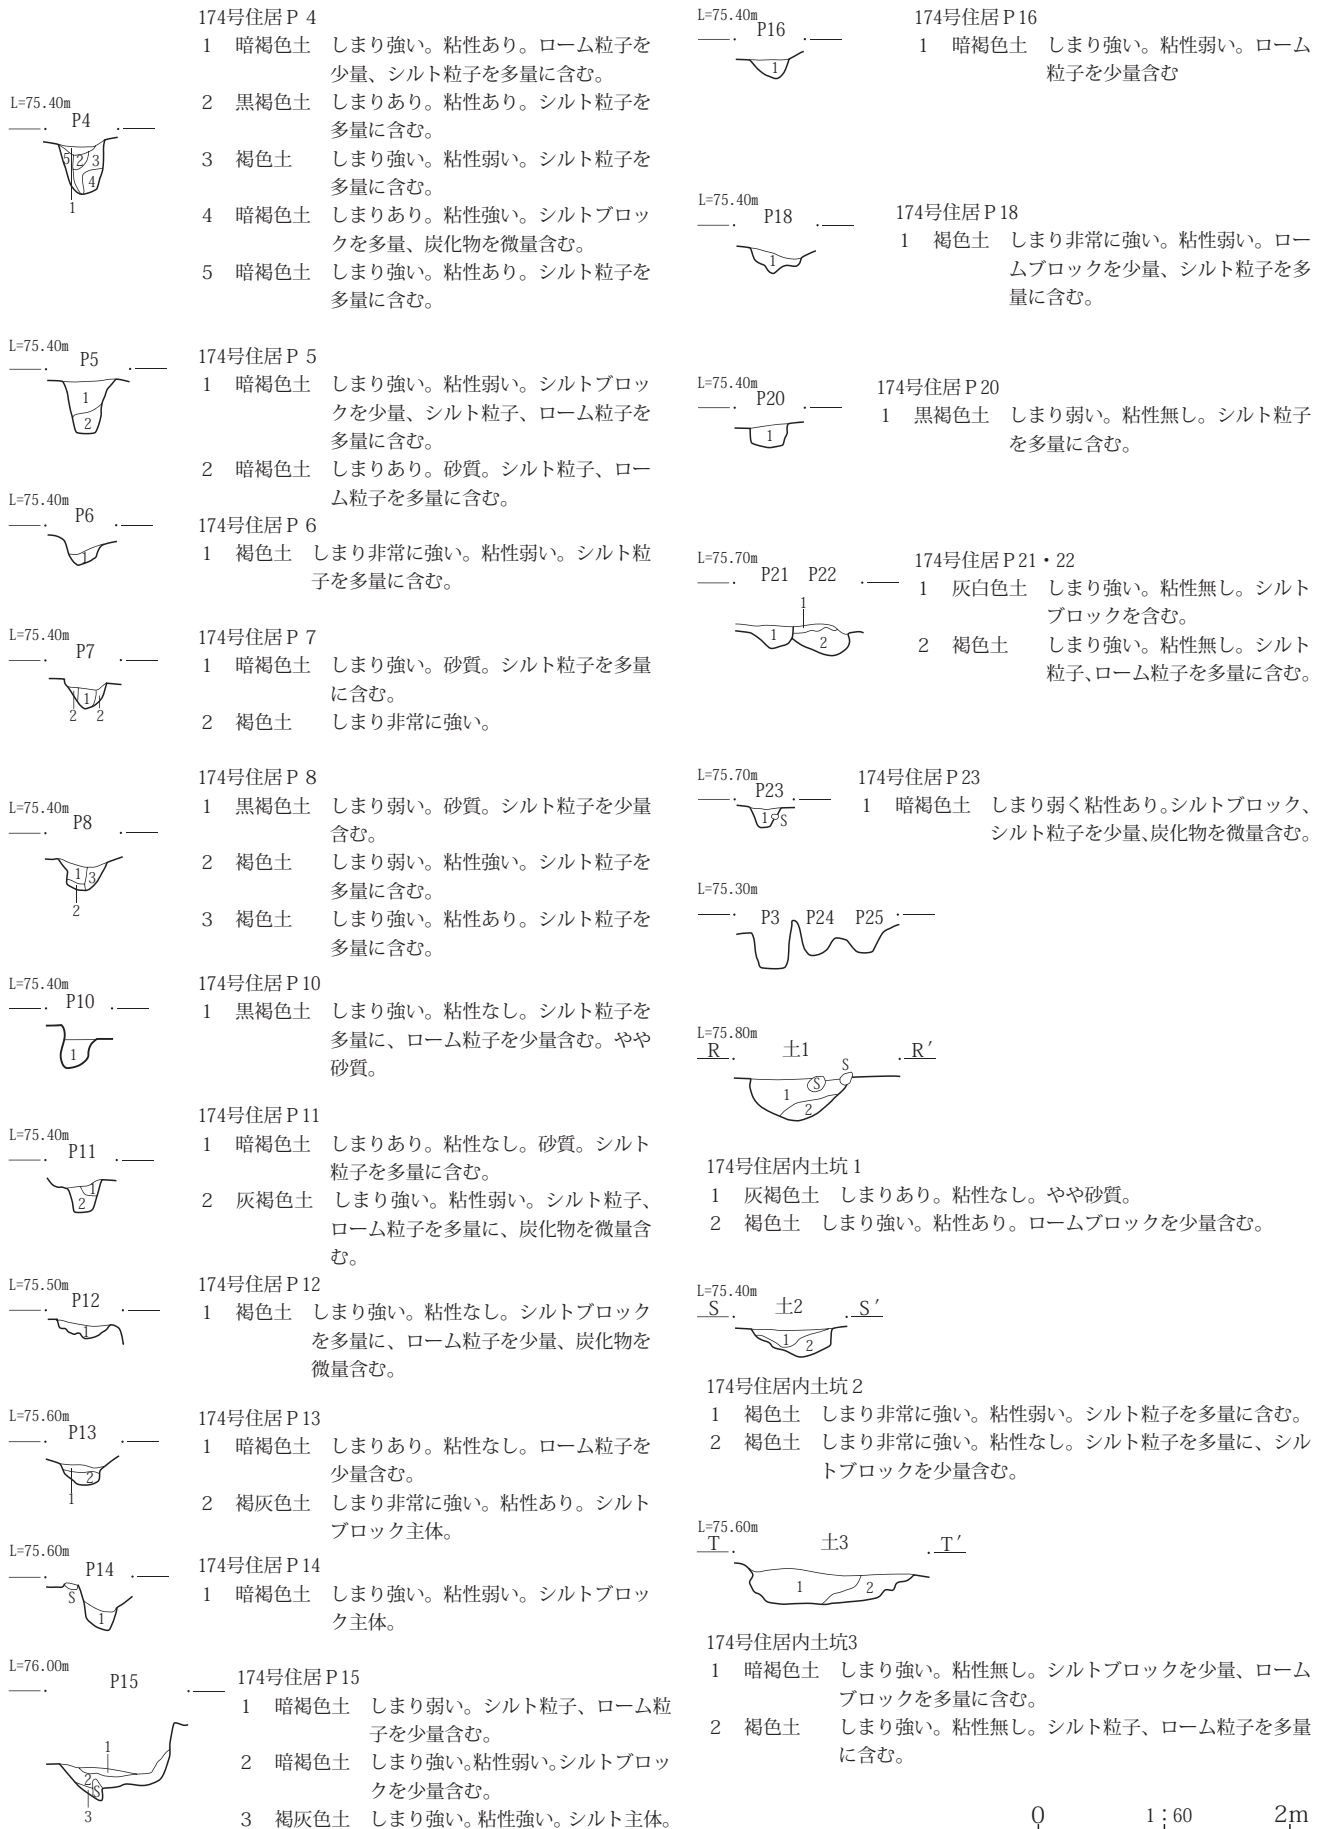 L=75.40m
P4
5 2 3
4
1
174号住居P 4
1 暗褐色土 しまり強い。粘性あり。ローム粒子を
少量、シルト粒子を多量に含む。
2 黒褐色土 しまりあり。粘性あり。シルト粒子を
多量に含む。
3 褐色土 しまり強い。粘性弱い。シルト粒子を
多量に含む。
4 暗褐色土 しまりあり。粘性強い。シルトブロッ
クを多量、炭化物を微量含む。
5 暗褐色土 しまり強い。粘性あり。シルト粒子を
多量に含む。
L=75.40m
P5
1
2
174号住居P 5
1 暗褐色土 しまり強い。粘性弱い。シルトブロッ
クを少量、シルト粒子、ローム粒子を
多量に含む。
2 暗褐色土 しまりあり。砂質。シルト粒子、ロー
ム粒子を多量に含む。
L=75.40m
P6
1
174号住居P 6
1 褐色土 しまり非常に強い。粘性弱い。シルト粒
子を多量に含む。
L=75.40m
P7
1
2 2
174号住居P 7
1 暗褐色土 しまり強い。砂質。シルト粒子を多量
に含む。
2 褐色土 しまり非常に強い。
L=75.40m
P8
1 3
2
174号住居P 8
1 黒褐色土 しまり弱い。砂質。シルト粒子を少量
含む。
2 褐色土 しまり弱い。粘性強い。シルト粒子を
多量に含む。
3 褐色土 しまり強い。粘性あり。シルト粒子を
多量に含む。
L=75.40m
P10
1
174号住居P10
1 黒褐色土 しまり強い。粘性なし。シルト粒子を
多量に、ローム粒子を少量含む。やや
砂質。
L=75.40m
P11
1
2
174号住居P11
1 暗褐色土 しまりあり。粘性なし。砂質。シルト
粒子を多量に含む。
2 灰褐色土 しまり強い。粘性弱い。シルト粒子、
ローム粒子を多量に、炭化物を微量含
む。
L=75.50m
P12
1
174号住居P12
1 褐色土 しまり強い。粘性なし。シルトブロック
を多量に、ローム粒子を少量、炭化物を
微量含む。
L=75.60m
P13
2
1
174号住居P13
1 暗褐色土 しまりあり。粘性なし。ローム粒子を
少量含む。
2 褐灰色土 しまり非常に強い。粘性あり。シルト
ブロック主体。
L=75.60m
P14
S
1
174号住居P14
1 暗褐色土 しまり強い。粘性弱い。シルトブロッ
ク主体。
L=76.00m
P15
1
2
S
3
174号住居P15
1 暗褐色土 しまり弱い。シルト粒子、ローム粒
子を少量含む。
2 暗褐色土 しまり強い。粘性弱い。シルトブロッ
クを少量含む。
3 褐灰色土 しまり強い。粘性強い。シルト主体。
L=75.40m
P16
1
174号住居P16
1 暗褐色土 しまり強い。粘性弱い。ローム
粒子を少量含む
L=75.40m
P18
1
174号住居P18
1 褐色土 しまり非常に強い。粘性弱い。ロー
ムブロックを少量、シルト粒子を多
量に含む。
L=75.40m
P20
1
174号住居P20
1 黒褐色土 しまり弱い。粘性無し。シルト粒子
を多量に含む。
L=75.70m
P21 P22
1
1 2
174号住居P21・22
1 灰白色土 しまり強い。粘性無し。シルト
ブロックを含む。
2 褐色土 しまり強い。粘性無し。シルト
粒子、ローム粒子を多量に含む。
L=75.70m
P23
1 S
174号住居P23
1 暗褐色土 しまり弱く粘性あり。シルトブロック、
シルト粒子を少量、炭化物を微量含む。
L=75.30m
P3 P24 P25
L=75.80m
R 土1 R′
S
S
1
2
174号住居内土坑1
1 灰褐色土 しまりあり。粘性なし。やや砂質。
2 褐色土 しまり強い。粘性あり。ロームブロックを少量含む。
L=75.40m
S 土2 S′
1 2
174号住居内土坑2
1 褐色土 しまり非常に強い。粘性弱い。シルト粒子を多量に含む。
2 褐色土 しまり非常に強い。粘性なし。シルト粒子を多量に、シル
トブロックを少量含む。
L=75.60m
T 土3 T′
1 2
174号住居内土坑3
1 暗褐色土 しまり強い。粘性無し。シルトブロックを少量、ローム
ブロックを多量に含む。
2 褐色土 しまり強い。粘性無し。シルト粒子、ローム粒子を多量
に含む。
0 1:60 2m